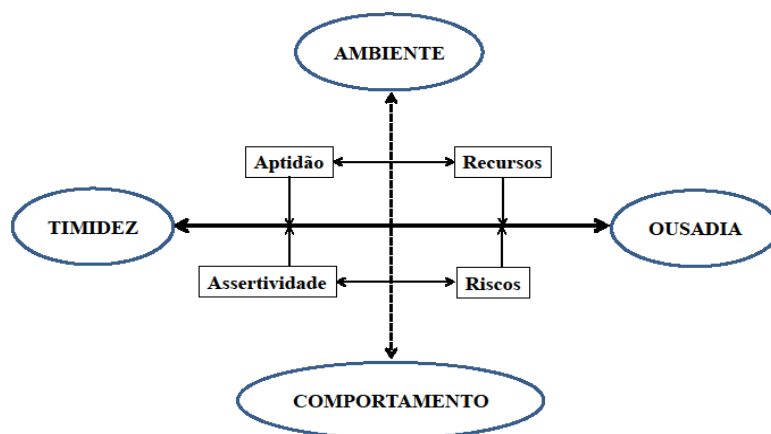 AMBIENTE
Aptidão
Recursos
TIMIDEZ
OUSADIA
Assertividade
Riscos
COMPORTAMENTO